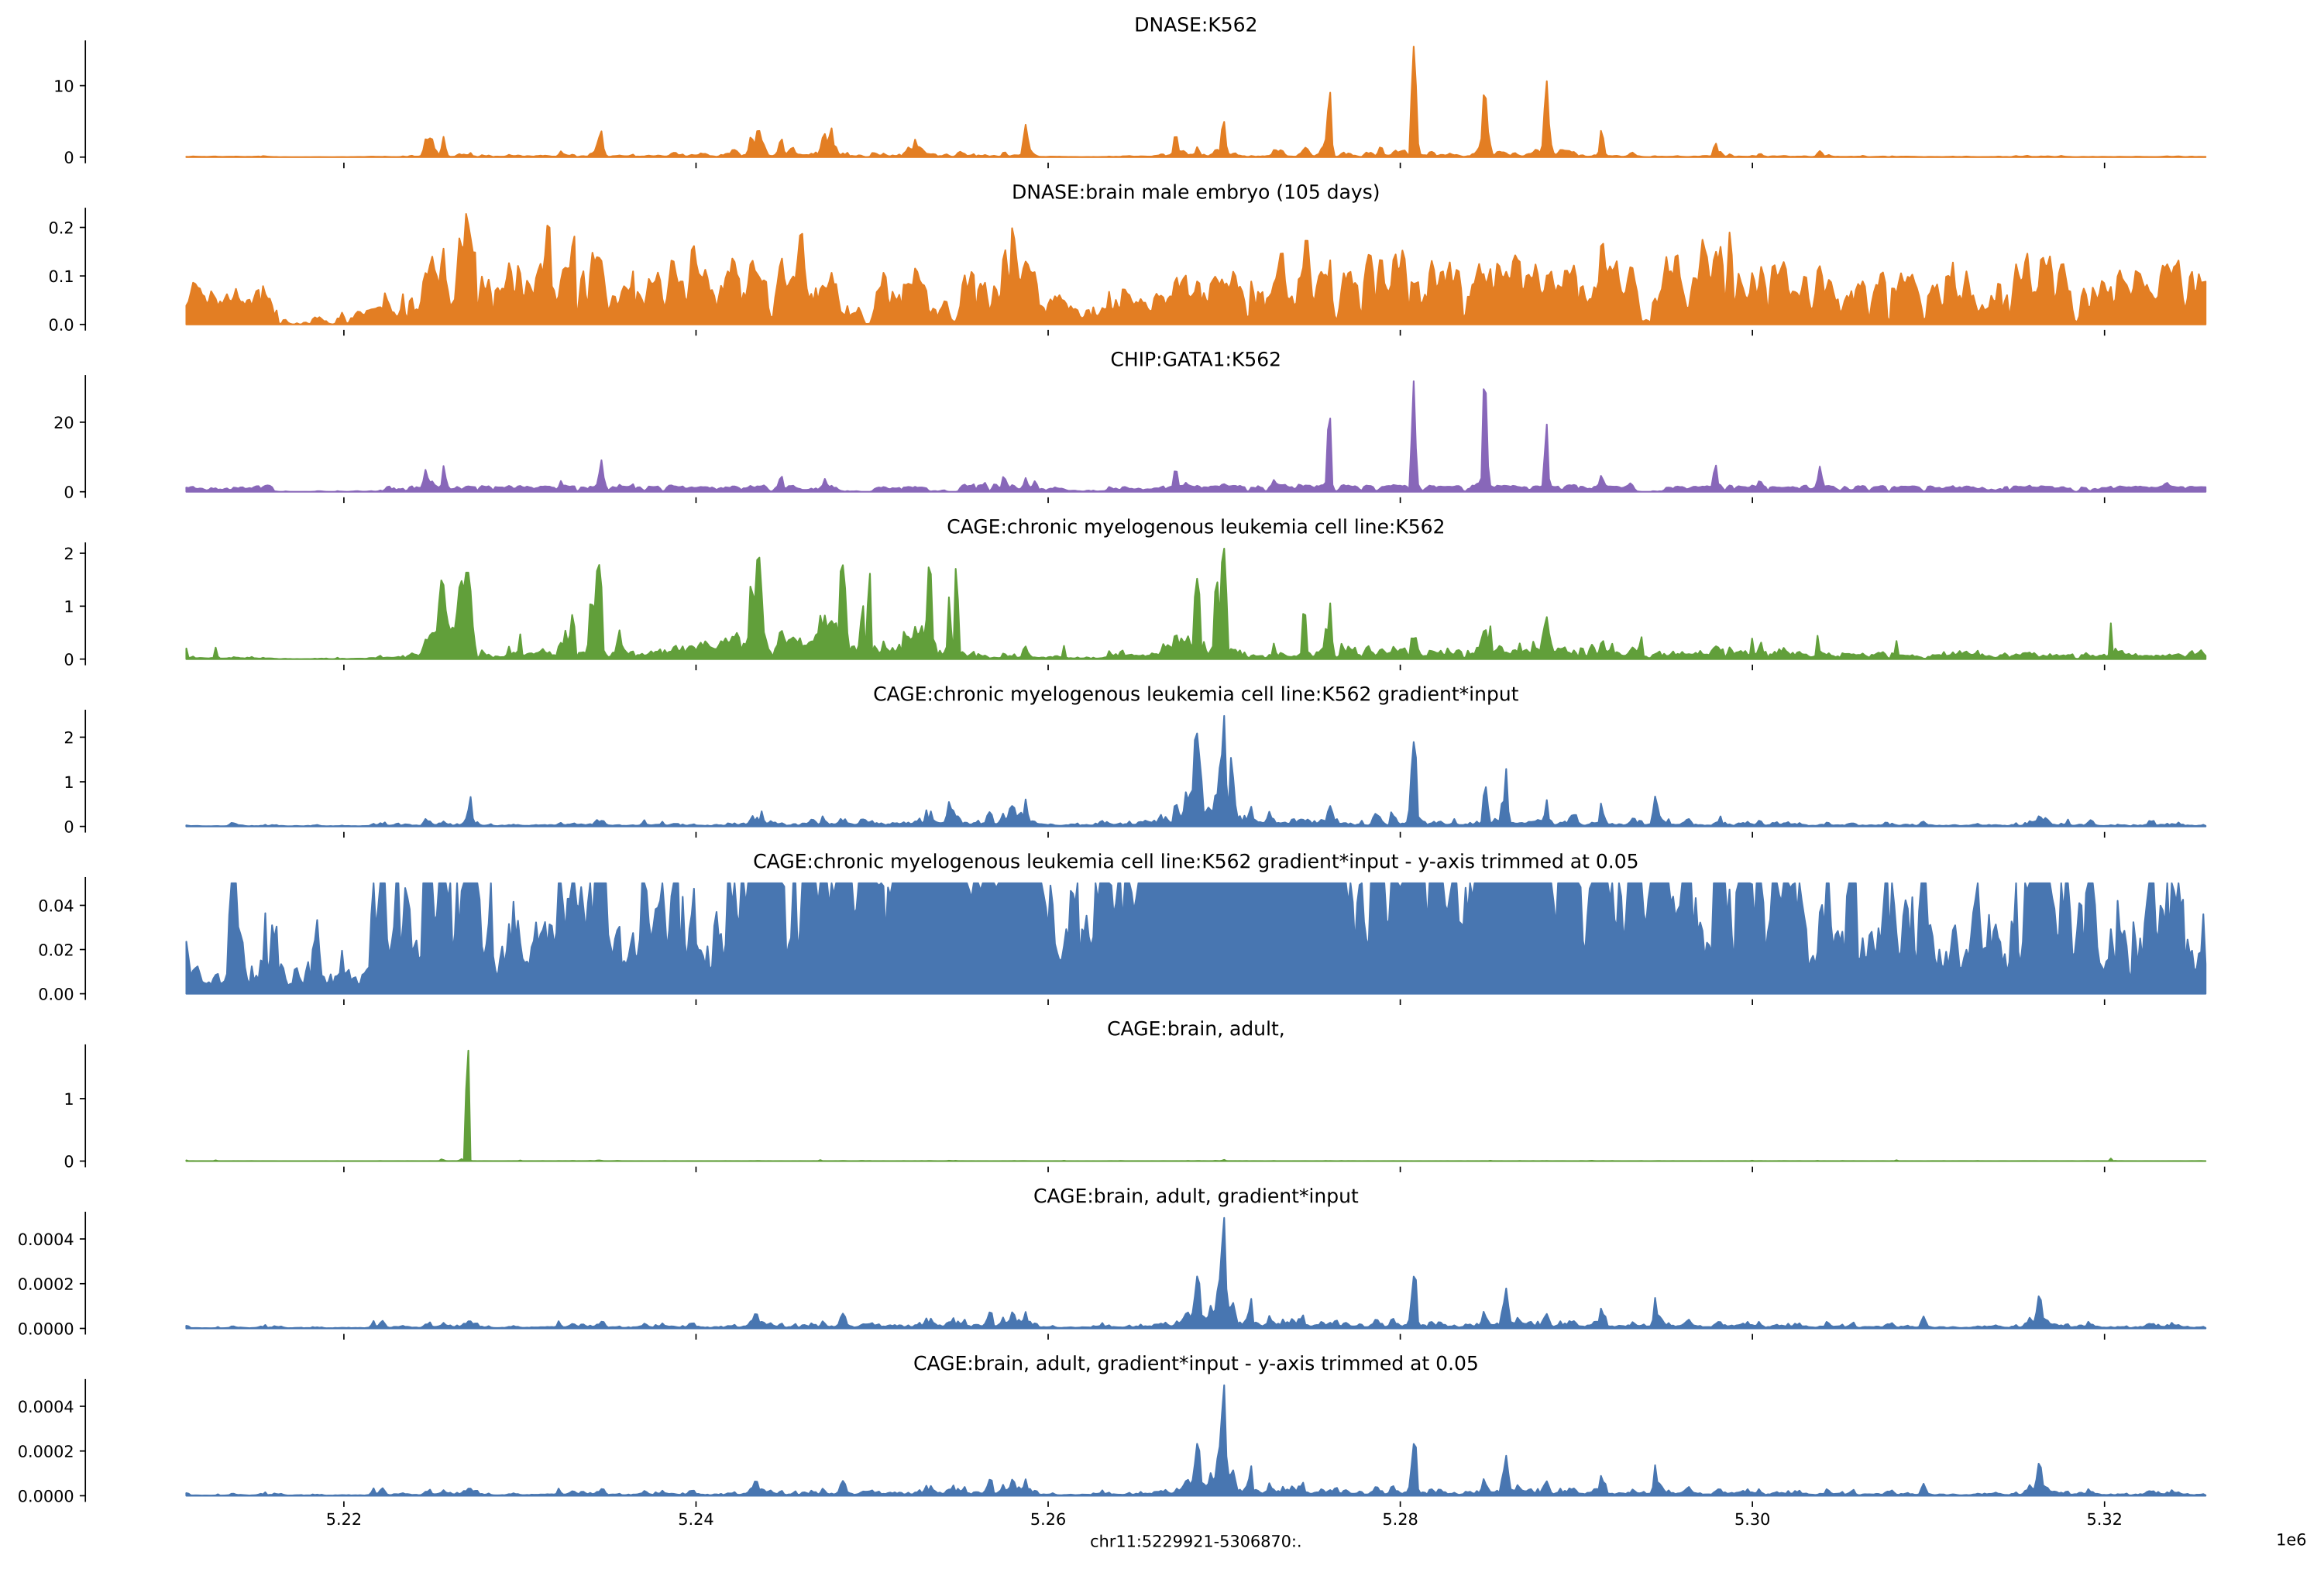 DNASE:K562
10
0
DNASE:brain male embryo (105 days)
0.2
0.1
0.0
CHIP:GATA1:K562
20
0
CAGE:chronic myelogenous leukemia cell line:K562
2
1
0
CAGE:chronic myelogenous leukemia cell line:K562 gradient*input
2
1
0
CAGE:chronic myelogenous leukemia cell line:K562 gradient*input - y-axis trimmed at 0.05
0.04
0.02
0.00
CAGE:brain, adult,
1
0
CAGE:brain, adult, gradient*input
0.0004
0.0002
0.0000
CAGE:brain, adult, gradient*input - y-axis trimmed at 0.05
0.0004
0.0002
0.0000
5.22 5.24 5.26 5.28 5.30 5.32
chr11:5229921-5306870:.
1e6